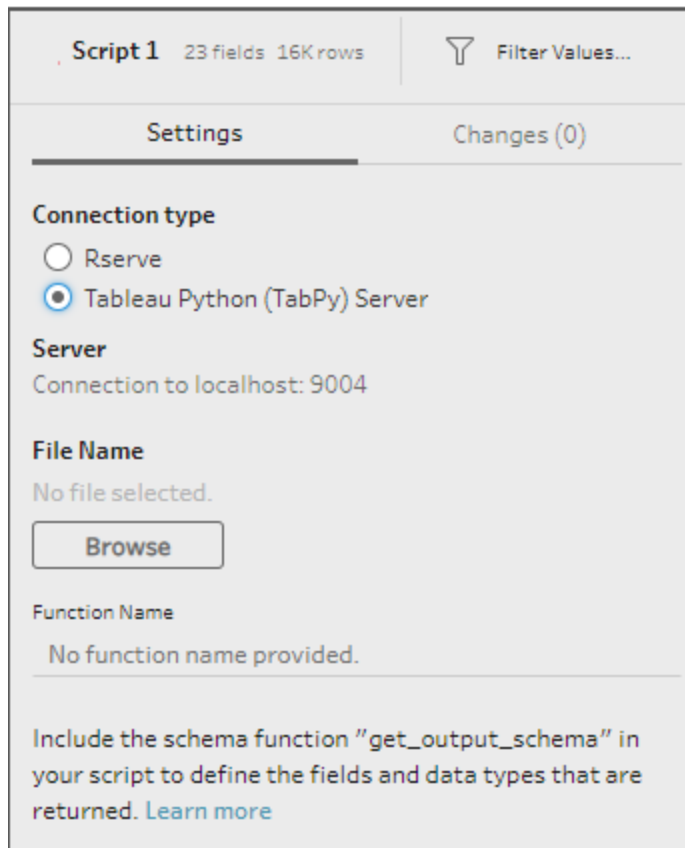 Script 1 23 fields 16K rows Filter Values...
Settings Changes (0)
Connection type
Rserve
Tableau Python (TabPy) Server
Server
Connection to localhost: 9004
File Name
No file selected.
Browse
Function Name
No function name provided.
Include the schema function "get_output_schema" in
your script to define the fields and data types that are
returned. Learn more